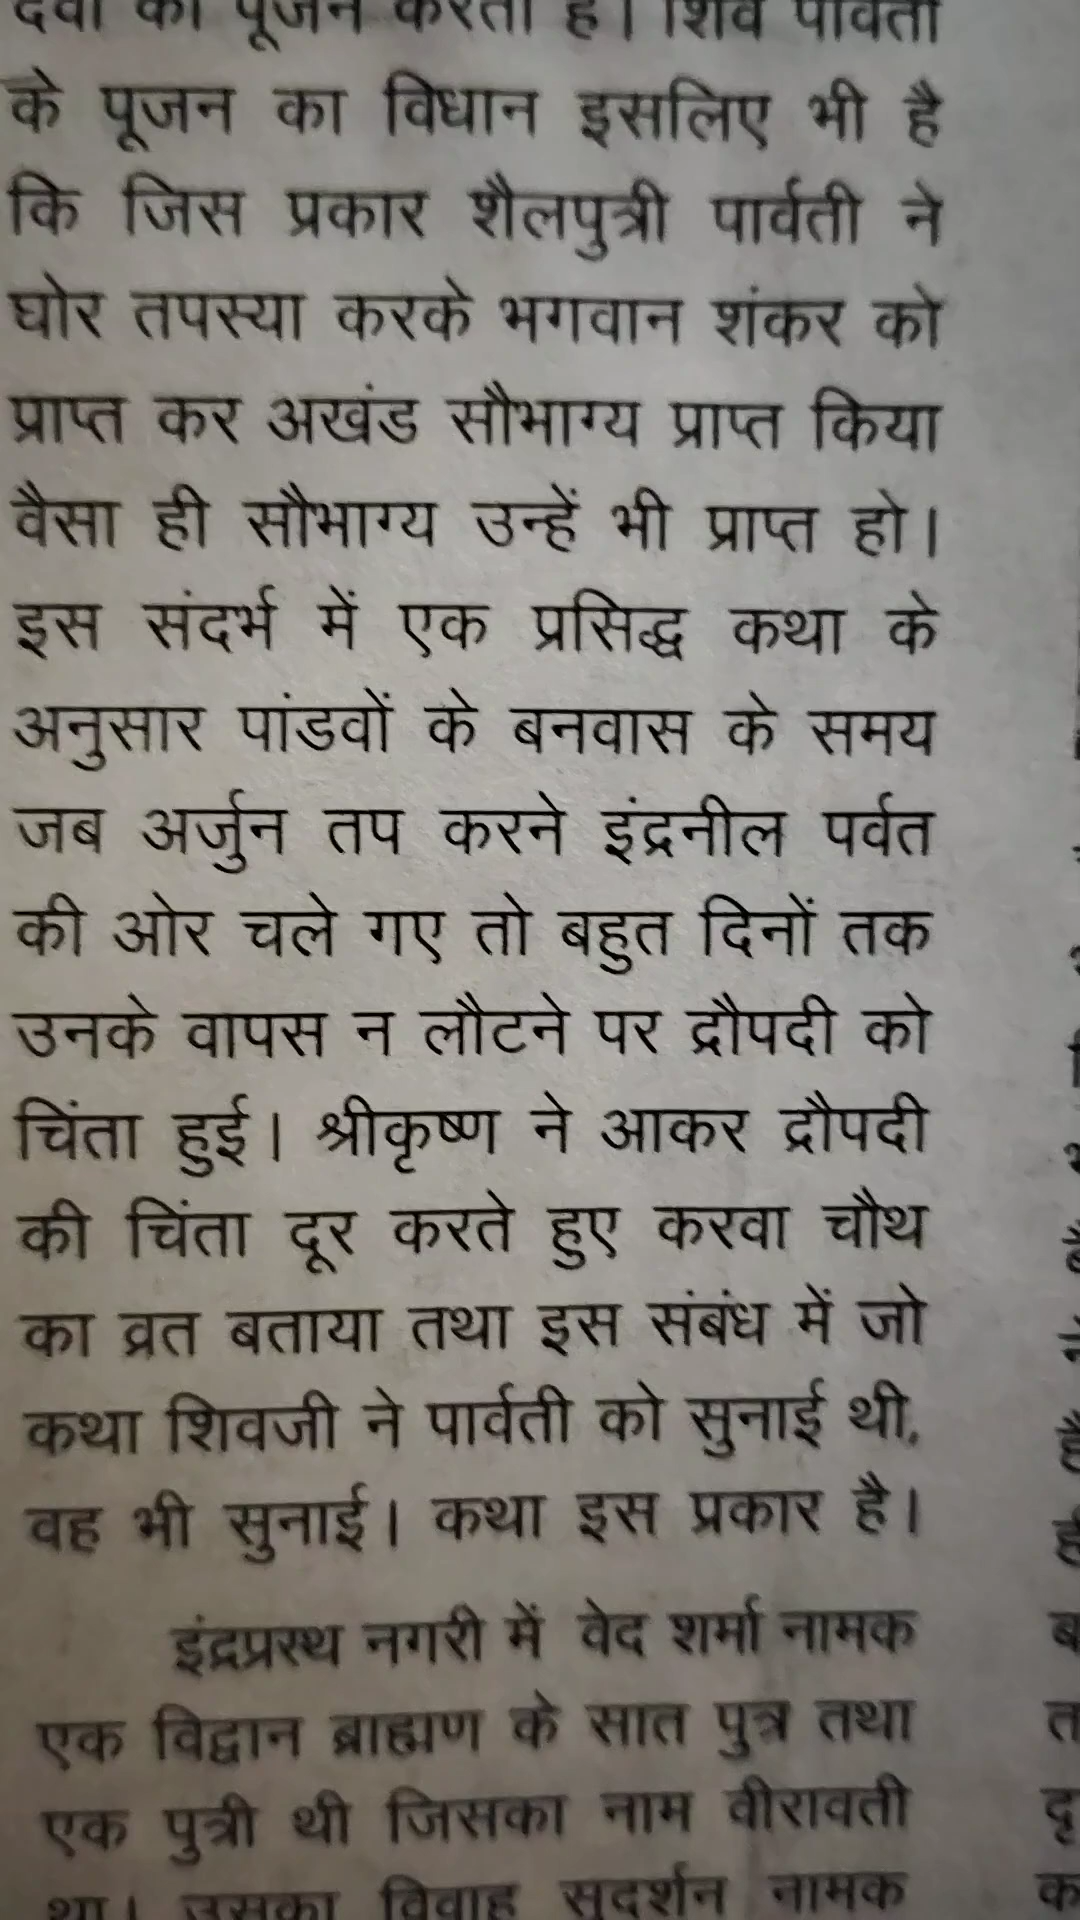 देवी का पूजन करती है। शिव पार्वती
के पूजन का विधान इसलिए भी है
कि जिस प्रकार शैलपुत्री पार्वती ने
घोर तपस्या करके भगवान शंकर को
प्राप्त कर अखंड सौभाग्य प्राप्त किया
वैसा ही सौभाग्य उन्हें भी प्राप्त हो।
इस संदर्भ में एक प्रसिद्ध कथा के
अनुसार पांडवों के बनवास के समय
जब अर्जुन तप करने इंद्रनील पर्वत
की ओर चले गए तो बहुत दिनों तक
उनके वापस न लौटने पर द्रौपदी को
चिंता हुई। श्रीकृष्ण ने आकर द्रौपदी
की चिंता दूर करते हुए करवा चौथ
का व्रत बताया तथा इस संबंध में जो
कथा शिवजी ने पार्वती को सुनाई थी,
वह भी सुनाई। कथा इस प्रकार है।
इंद्रप्रस्थ नगरी में वेद शर्मा नामक
एक विद्वान ब्राह्मण के सात पुत्र तथा
एक पुत्री थी जिसका नाम वीरावती
था। उसका विवाह सुदर्शन नामक